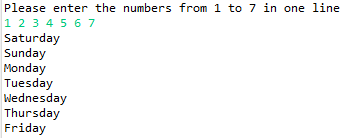 Please enter the numbers from 1 to 7 in one line
1 2 3 4 5 6 7
Saturday
Sunday
Monday
Tuesday
Wednesday
Thursday
Friday